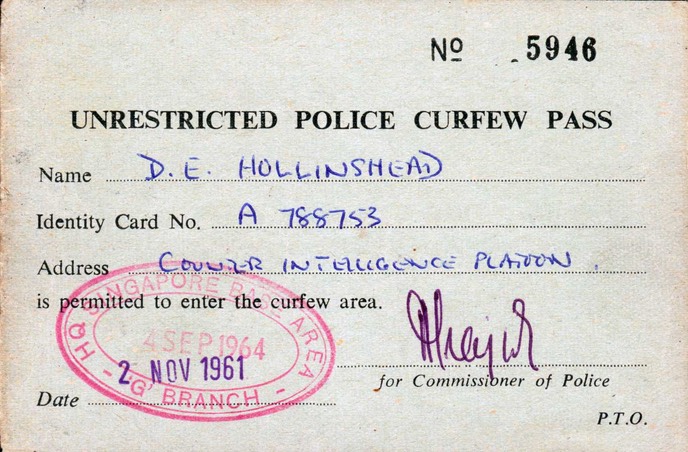 No 5946
UNRESTRICTED POLICE CURFEW PASS
Name D. E. HOLLINSHEAD
Identity Card No. A 788753
Address COUNTER INTELLIGENCE PLATOON.
is permitted to enter the curfew area.
HQ SINGAPORE BASE AREA
4 SEP 1964
2 NOV 1961
- 'G' BRANCH -
for Commissioner of Police
Date
P.T.O.